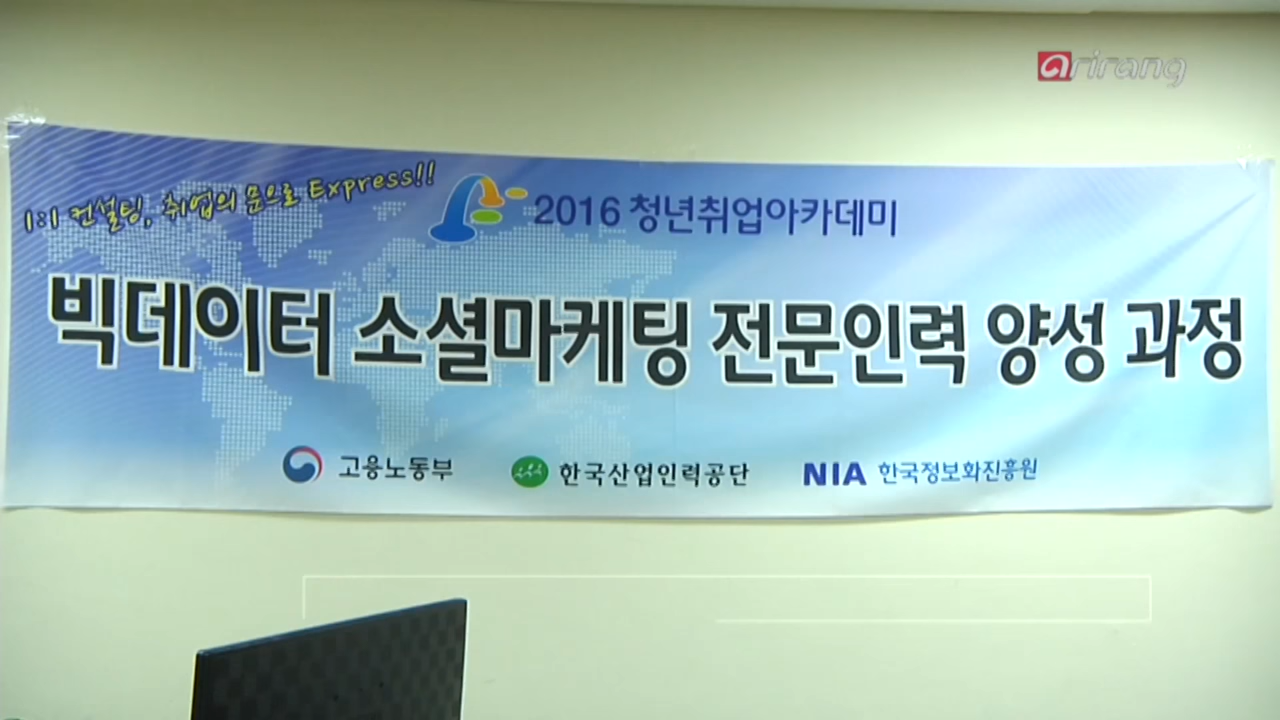 arirang
1:1 컨설팅, 취업의 문으로 Express!!
2016 청년취업아카데미
빅데이터 소셜마케팅 전문인력 양성 과정
고용노동부 한국산업인력공단 NIA 한국정보화진흥원